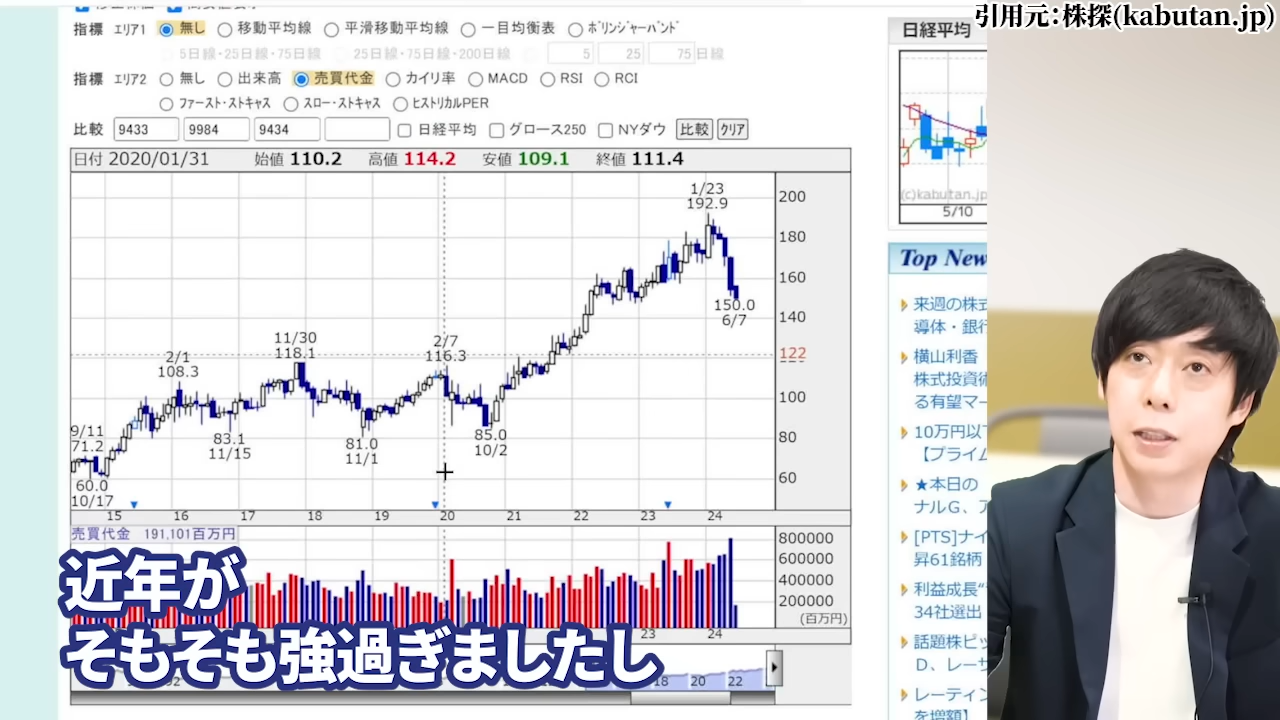 引用元：株探(kabutan.jp)
指標 エリア1 無し 移動平均線 平滑移動平均線 一目均衡表 ボリンジャーバンド
5日線・25日線・75日線 5日線・25日線・75日線・200日線 5 25 75 日線
指標 エリア2 無し 出来高 売買代金 カイリ率 MACD RSI RCI
ファースト・ストキャス スロー・ストキャス ヒストリカルPER
比較 9433 9984 9434 日経平均 グロース250 NYダウ 比較 クリア
日付 2020/01/31 始値 110.2 高値 114.2 安値 109.1 終値 111.4
1/23
192.9
200
180
160
150.0
6/7
140
11/30
118.1
2/7
116.3
122
2/1
108.3
100
9/11
71.2
83.1
11/15
81.0
11/1
85.0
10/2
80
60.0
10/17
60
15 16 17 18 19 20 21 22 23 24
売買代金 191,101百万円
800000
600000
400000
200000
(百万円)
23 24
18 20 22
近年が
そもそも強過ぎましたし
日経平均
(c)kabutan.jp
5/10
Top New
来週の株式
導体・銀行
横山利香
株式投資術
る有望マー
10万円以下
【プライム
★本日の
ナルG、ア
[PTS]ナイ
昇61銘柄
利益成長"
34社選出
話題株ピッ
D、レーザ
レーティン
を増額】